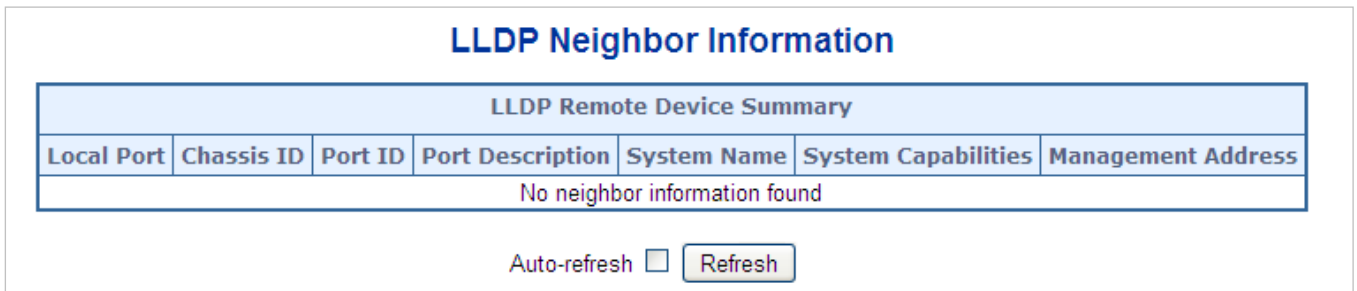 LLDP Neighbor Information
LLDP Remote Device Summary
Local Port Chassis ID Port ID Port Description System Name System Capabilities Management Address
No neighbor information found
Auto-refresh Refresh